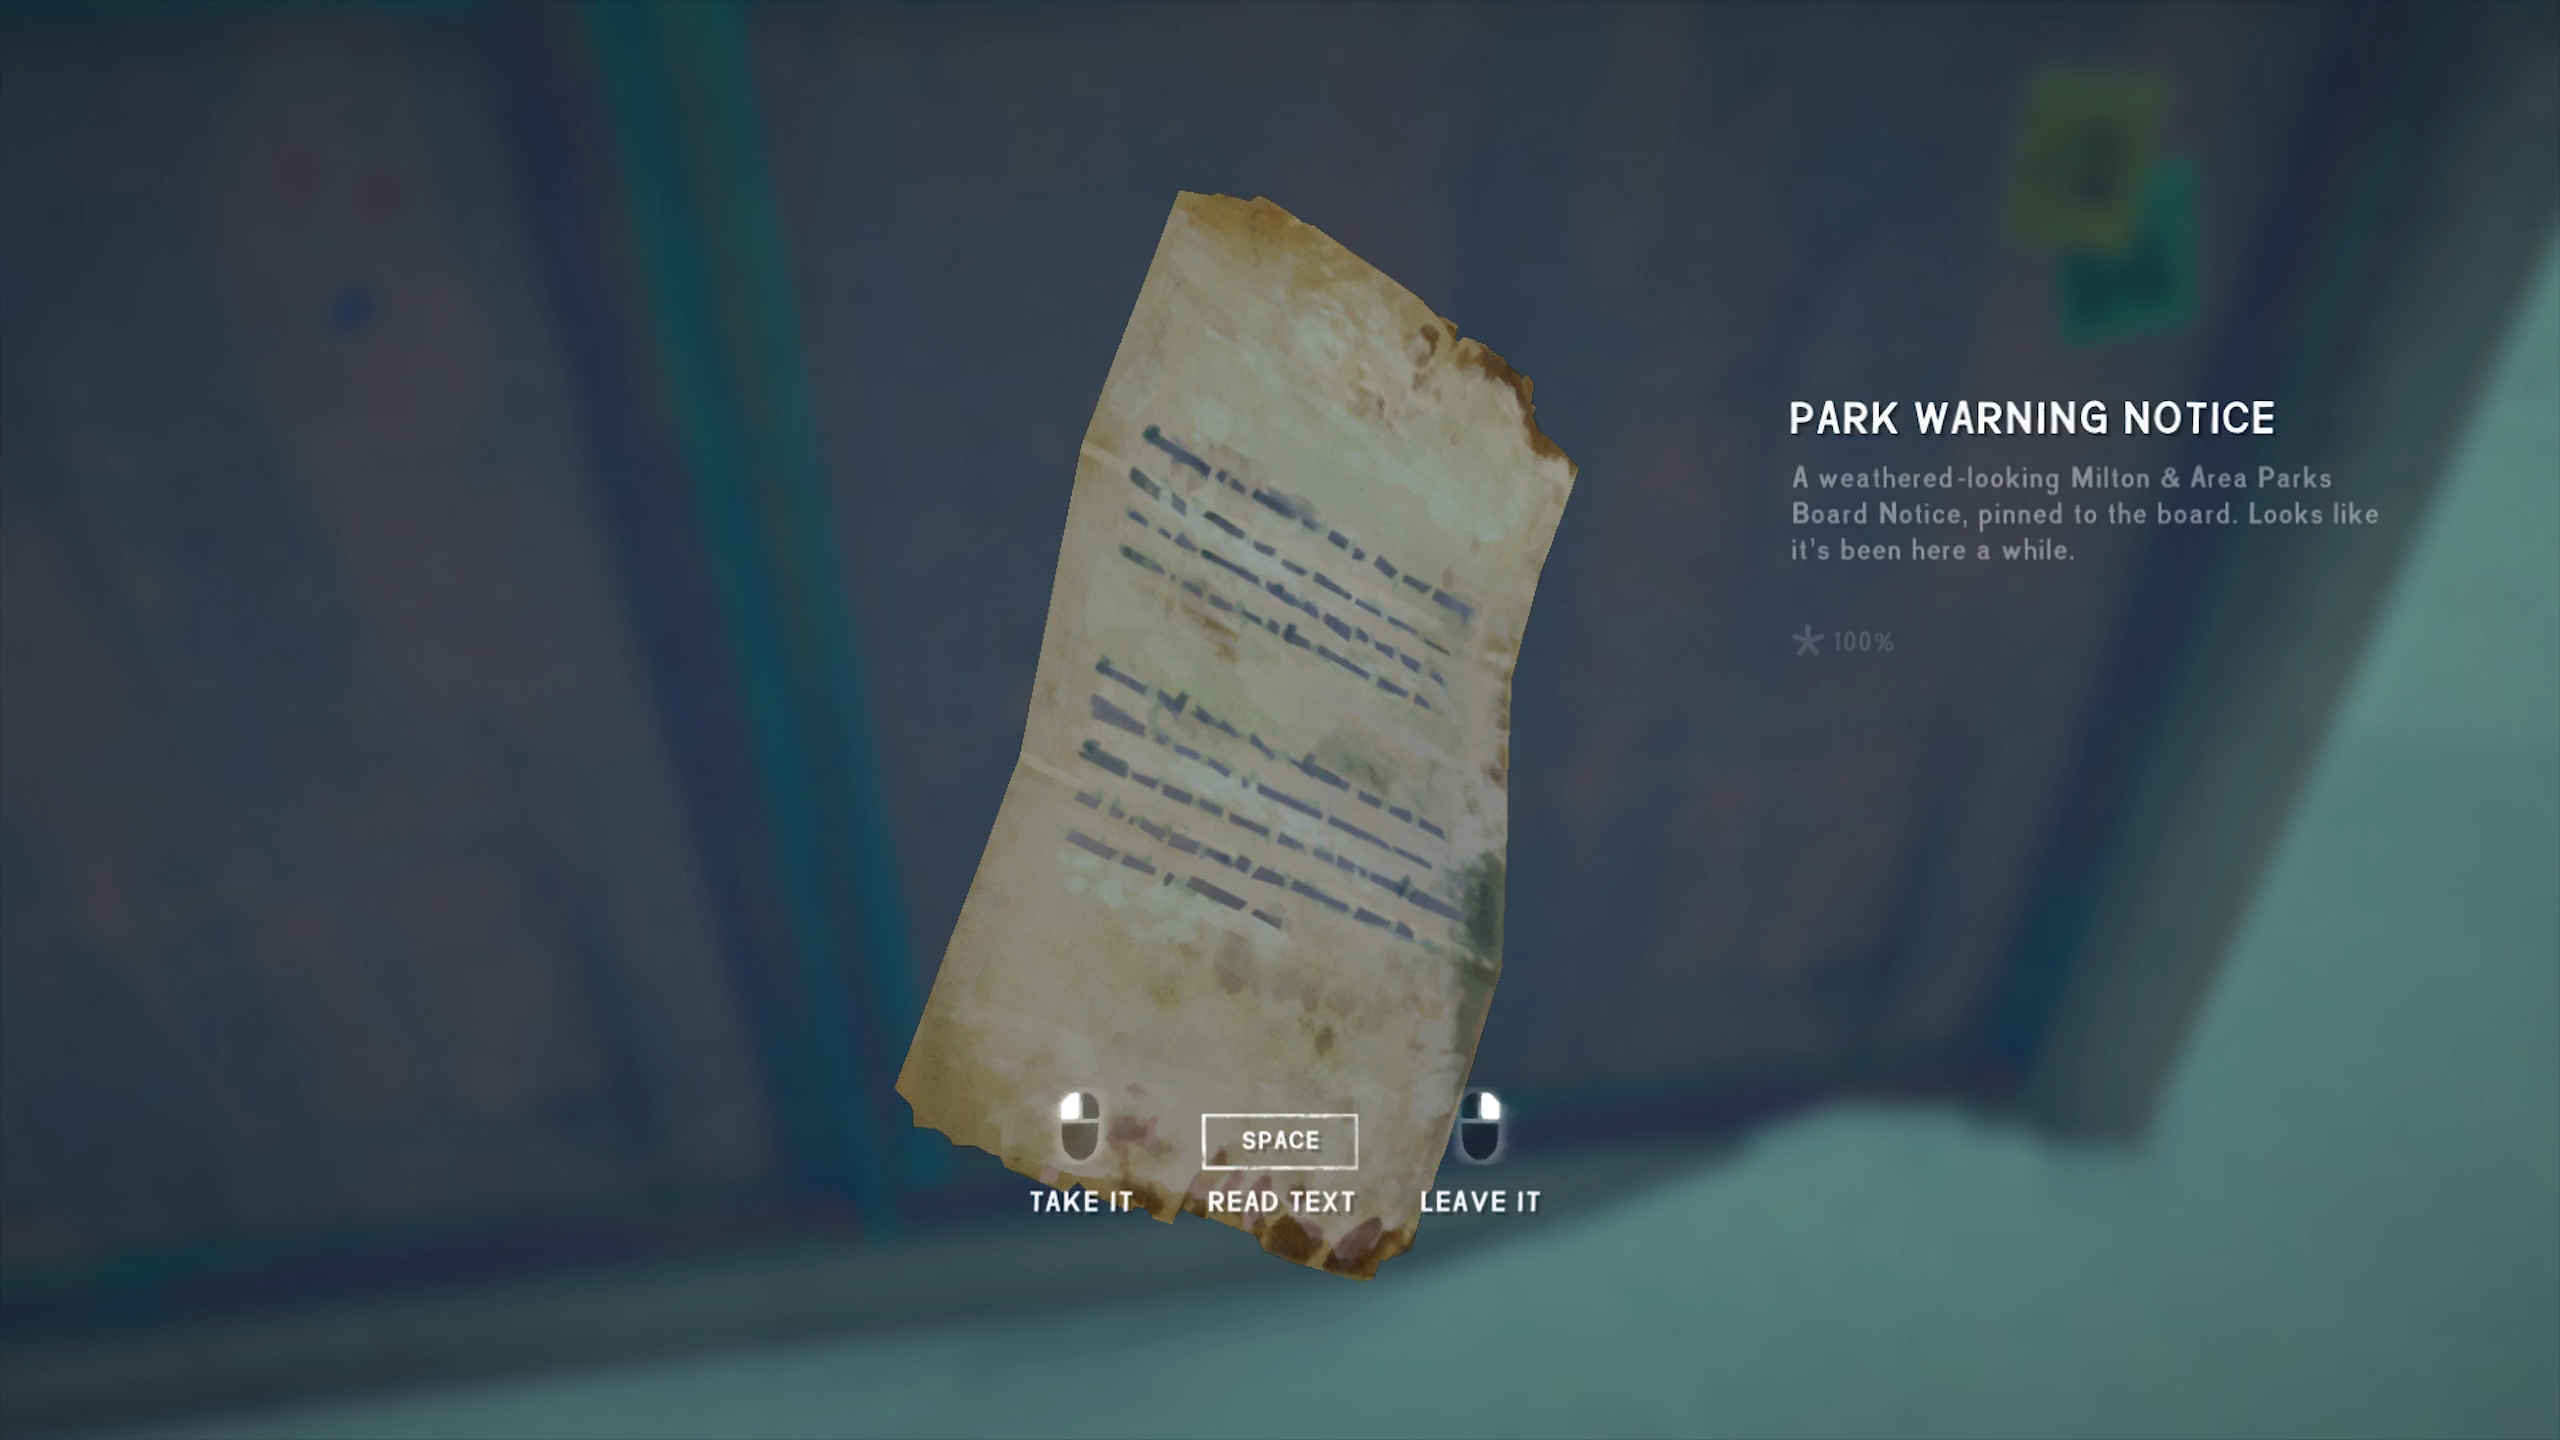 PARK WARNING NOTICE
A weathered-looking Milton & Area Parks
Board Notice, pinned to the board. Looks like
it's been here a while.
100%
SPACE
TAKE IT READ TEXT LEAVE IT